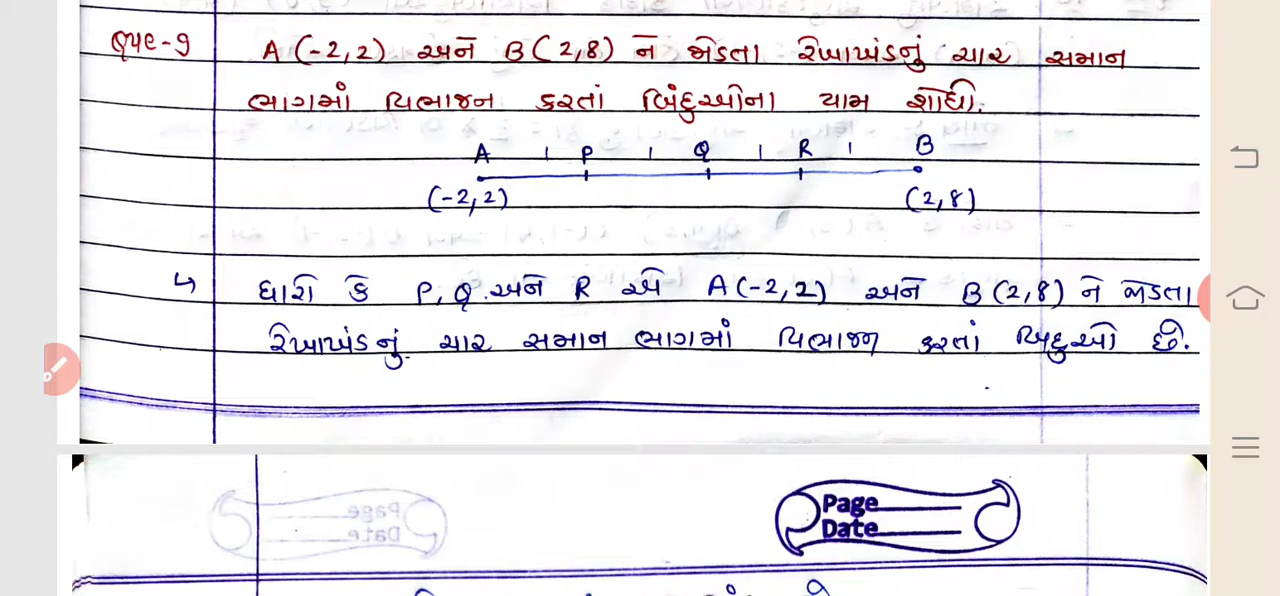 દાખલો-9 A (-2,2) અને B (2,8) ને જોડતા રેખાખંડનું ચાર સમાન
ભાગમાં વિભાજન કરતાં બિંદુઓના યામ શોધો.
A ı P ı Q ı R ı B
(-2,2) (2,8)
↳ ધારો કે P, Q અને R એ A(-2,2) અને B(2,8) ને જોડતા
રેખાખંડનું ચાર સમાન ભાગમાં વિભાજન કરતાં બિંદુઓ છે.
Page
Date